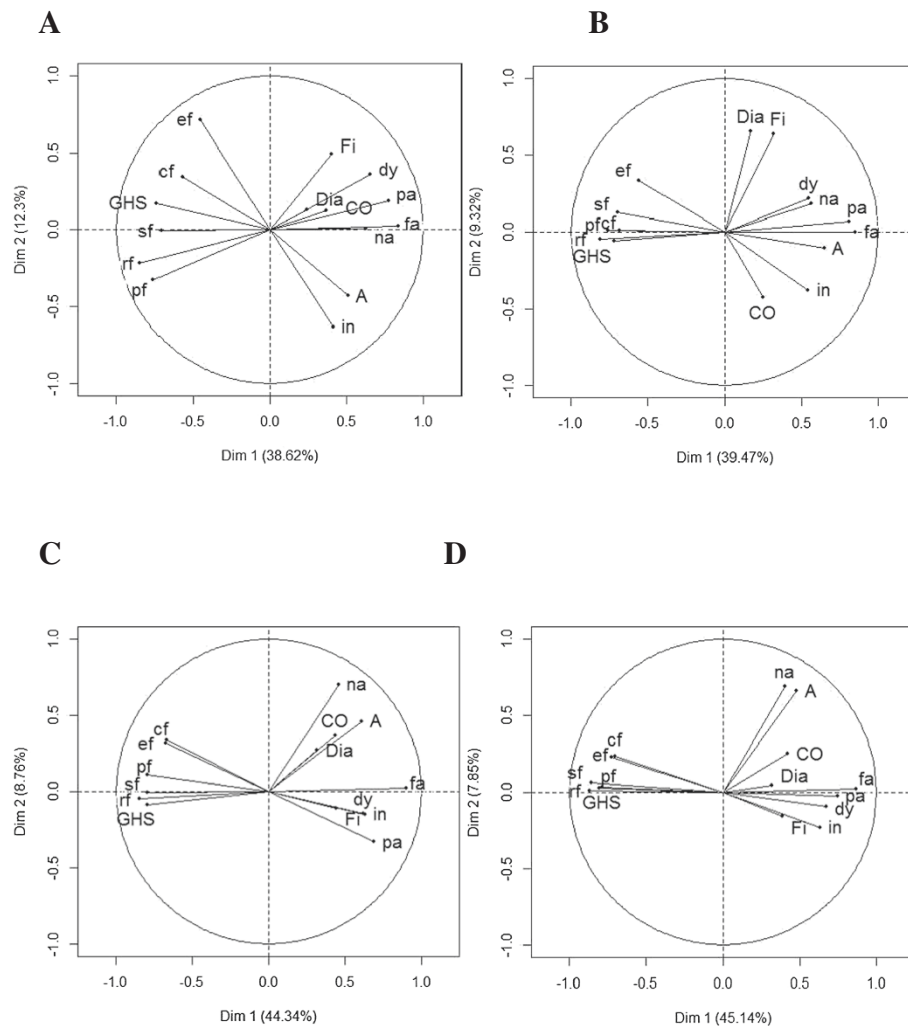 A
B
1.0
0.5
0.0
-0.5
-1.0
Dim 2 (12.3%)
ef
cf
GHS
sf
rf
pf
Fi
dy
pa
Dia
CO
fa
na
A
in
-1.0 -0.5 0.0 0.5 1.0
Dim 1 (38.62%)
1.0
0.5
0.0
-0.5
-1.0
Dim 2 (9.32%)
Dia
Fi
ef
sf
pf
cf
rf
GHS
dy
na
pa
fa
A
in
CO
-1.0 -0.5 0.0 0.5 1.0
Dim 1 (39.47%)
C
D
1.0
0.5
0.0
-0.5
-1.0
Dim 2 (8.76%)
na
CO
A
Dia
cf
ef
pf
sf
rf
GHS
fa
dy
Fi
in
pa
-1.0 -0.5 0.0 0.5 1.0
Dim 1 (44.34%)
1.0
0.5
0.0
-0.5
-1.0
Dim 2 (7.85%)
na
A
CO
cf
ef
sf
pf
rf
GHS
Dia
fa
pa
dy
Fi
in
-1.0 -0.5 0.0 0.5 1.0
Dim 1 (45.14%)